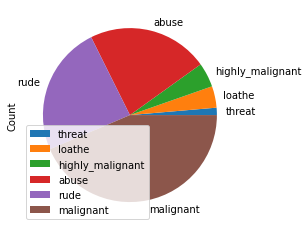 abuse
highly_malignant
rude
loathe
threat
Count
threat
loathe
highly_malignant
abuse
rude
malignant
malignant